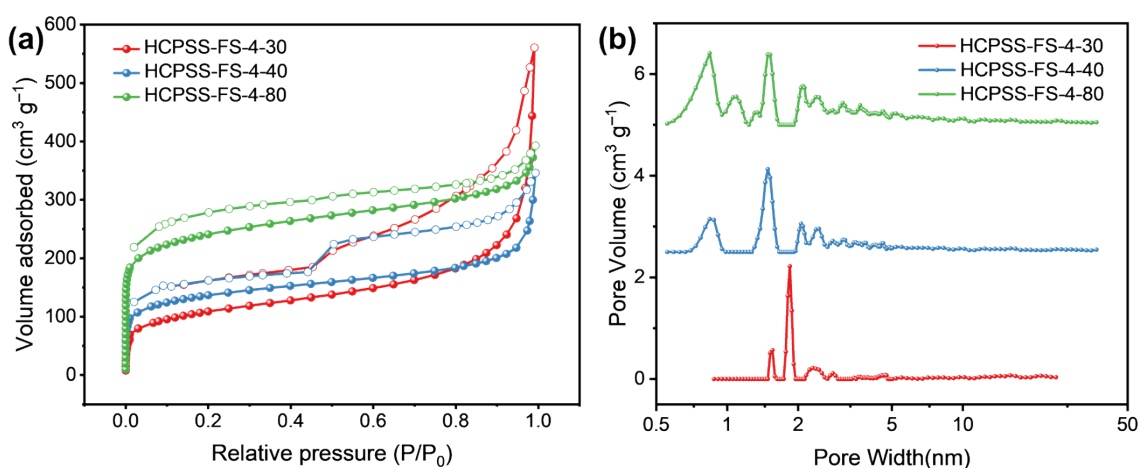 (a)
600
500
400
300
200
100
0
Volume adsorbed (cm³ g⁻¹)
HCPSS-FS-4-30
HCPSS-FS-4-40
HCPSS-FS-4-80
0.0 0.2 0.4 0.6 0.8 1.0
Relative pressure (P/P₀)
(b)
6
4
2
0
Pore Volume (cm³ g⁻¹)
HCPSS-FS-4-30
HCPSS-FS-4-40
HCPSS-FS-4-80
0.5 1 2 10 50
Pore Width(nm)